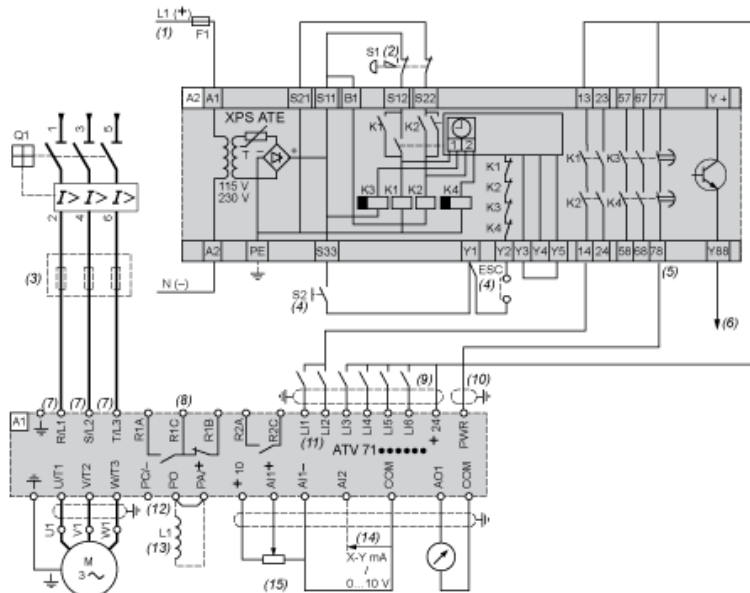 L1 (+)
(1)
F1
S1 (2)
A2 A1 S21 S11 B1 S12 S22 13 23 57 67 77 Y +
XPS ATE
T
+
115 V
230 V
K1 K2
1 2
K3 K1 K2 K4
K1
K2
K3
K4
K1 K3
K2 K4
A2 PE S33 Y1 Y2 Y3 Y4 Y5 14 24 58 68 78 Y88
N (–)
S2
(4)
ESC
(4)
(5)
(6)
Q1
1 3 5
I> I> I>
2 4 6
(3)
(7) (7) (7) (8) (9) (10)
A1
R/L1 S/L2 T/L3 R1A R1C R1B R2A R2C LI1 LI2 LI3 LI4 LI5 LI6 + 24 PWR
(11)
ATV 71
U/T1 V/T2 W/T3 PC/– PO PA/+ + 10 AI1+ AI1– AI2 COM AO1 COM
(12)
U1 V1 W1
L1
(13)
M
3
(14)
X-Y mA
/
0...10 V
(15)